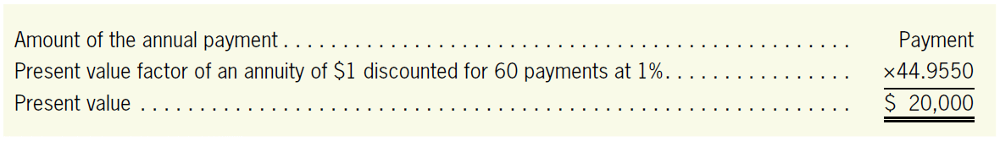 Amount of the annual payment . . . . . . . . . . . . . . . . . . . . . . . . . . . . . . . . . . . . . . . . . . . . . . . . Payment
Present value factor of an annuity of $1 discounted for 60 payments at 1%. . . . . . . . . . . . . . . . ×44.9550
Present value . . . . . . . . . . . . . . . . . . . . . . . . . . . . . . . . . . . . . . . . . . . . . . . . . . . . . . . . . . . . $ 20,000